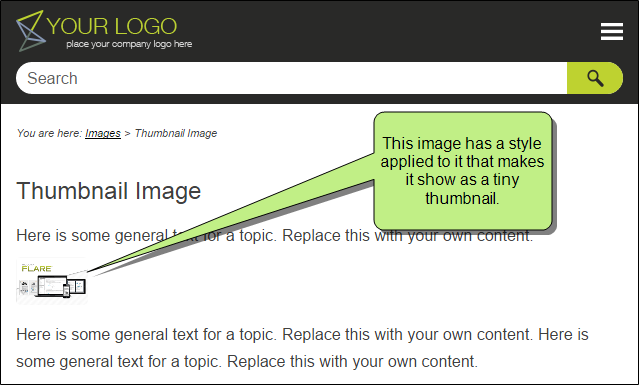 YOUR LOGO
place your company logo here
Search
You are here: Images > Thumbnail Image
This image has a style
applied to it that makes
it show as a tiny
thumbnail.
Thumbnail Image
Here is some general text for a topic. Replace this with your own content.
FLARE
Here is some general text for a topic. Replace this with your own content. Here is
some general text for a topic. Replace this with your own content.